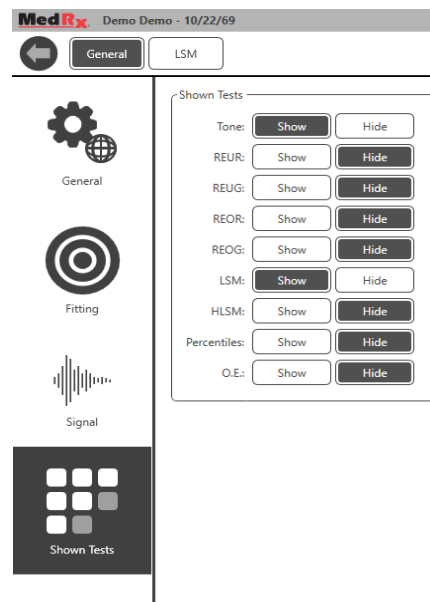 MedRx Demo Demo - 10/22/69
General LSM
Shown Tests
Tone: Show Hide
REUR: Show Hide
REUG: Show Hide
REOR: Show Hide
REOG: Show Hide
LSM: Show Hide
HLSM: Show Hide
Percentiles: Show Hide
O.E.: Show Hide
General
Fitting
Signal
Shown Tests